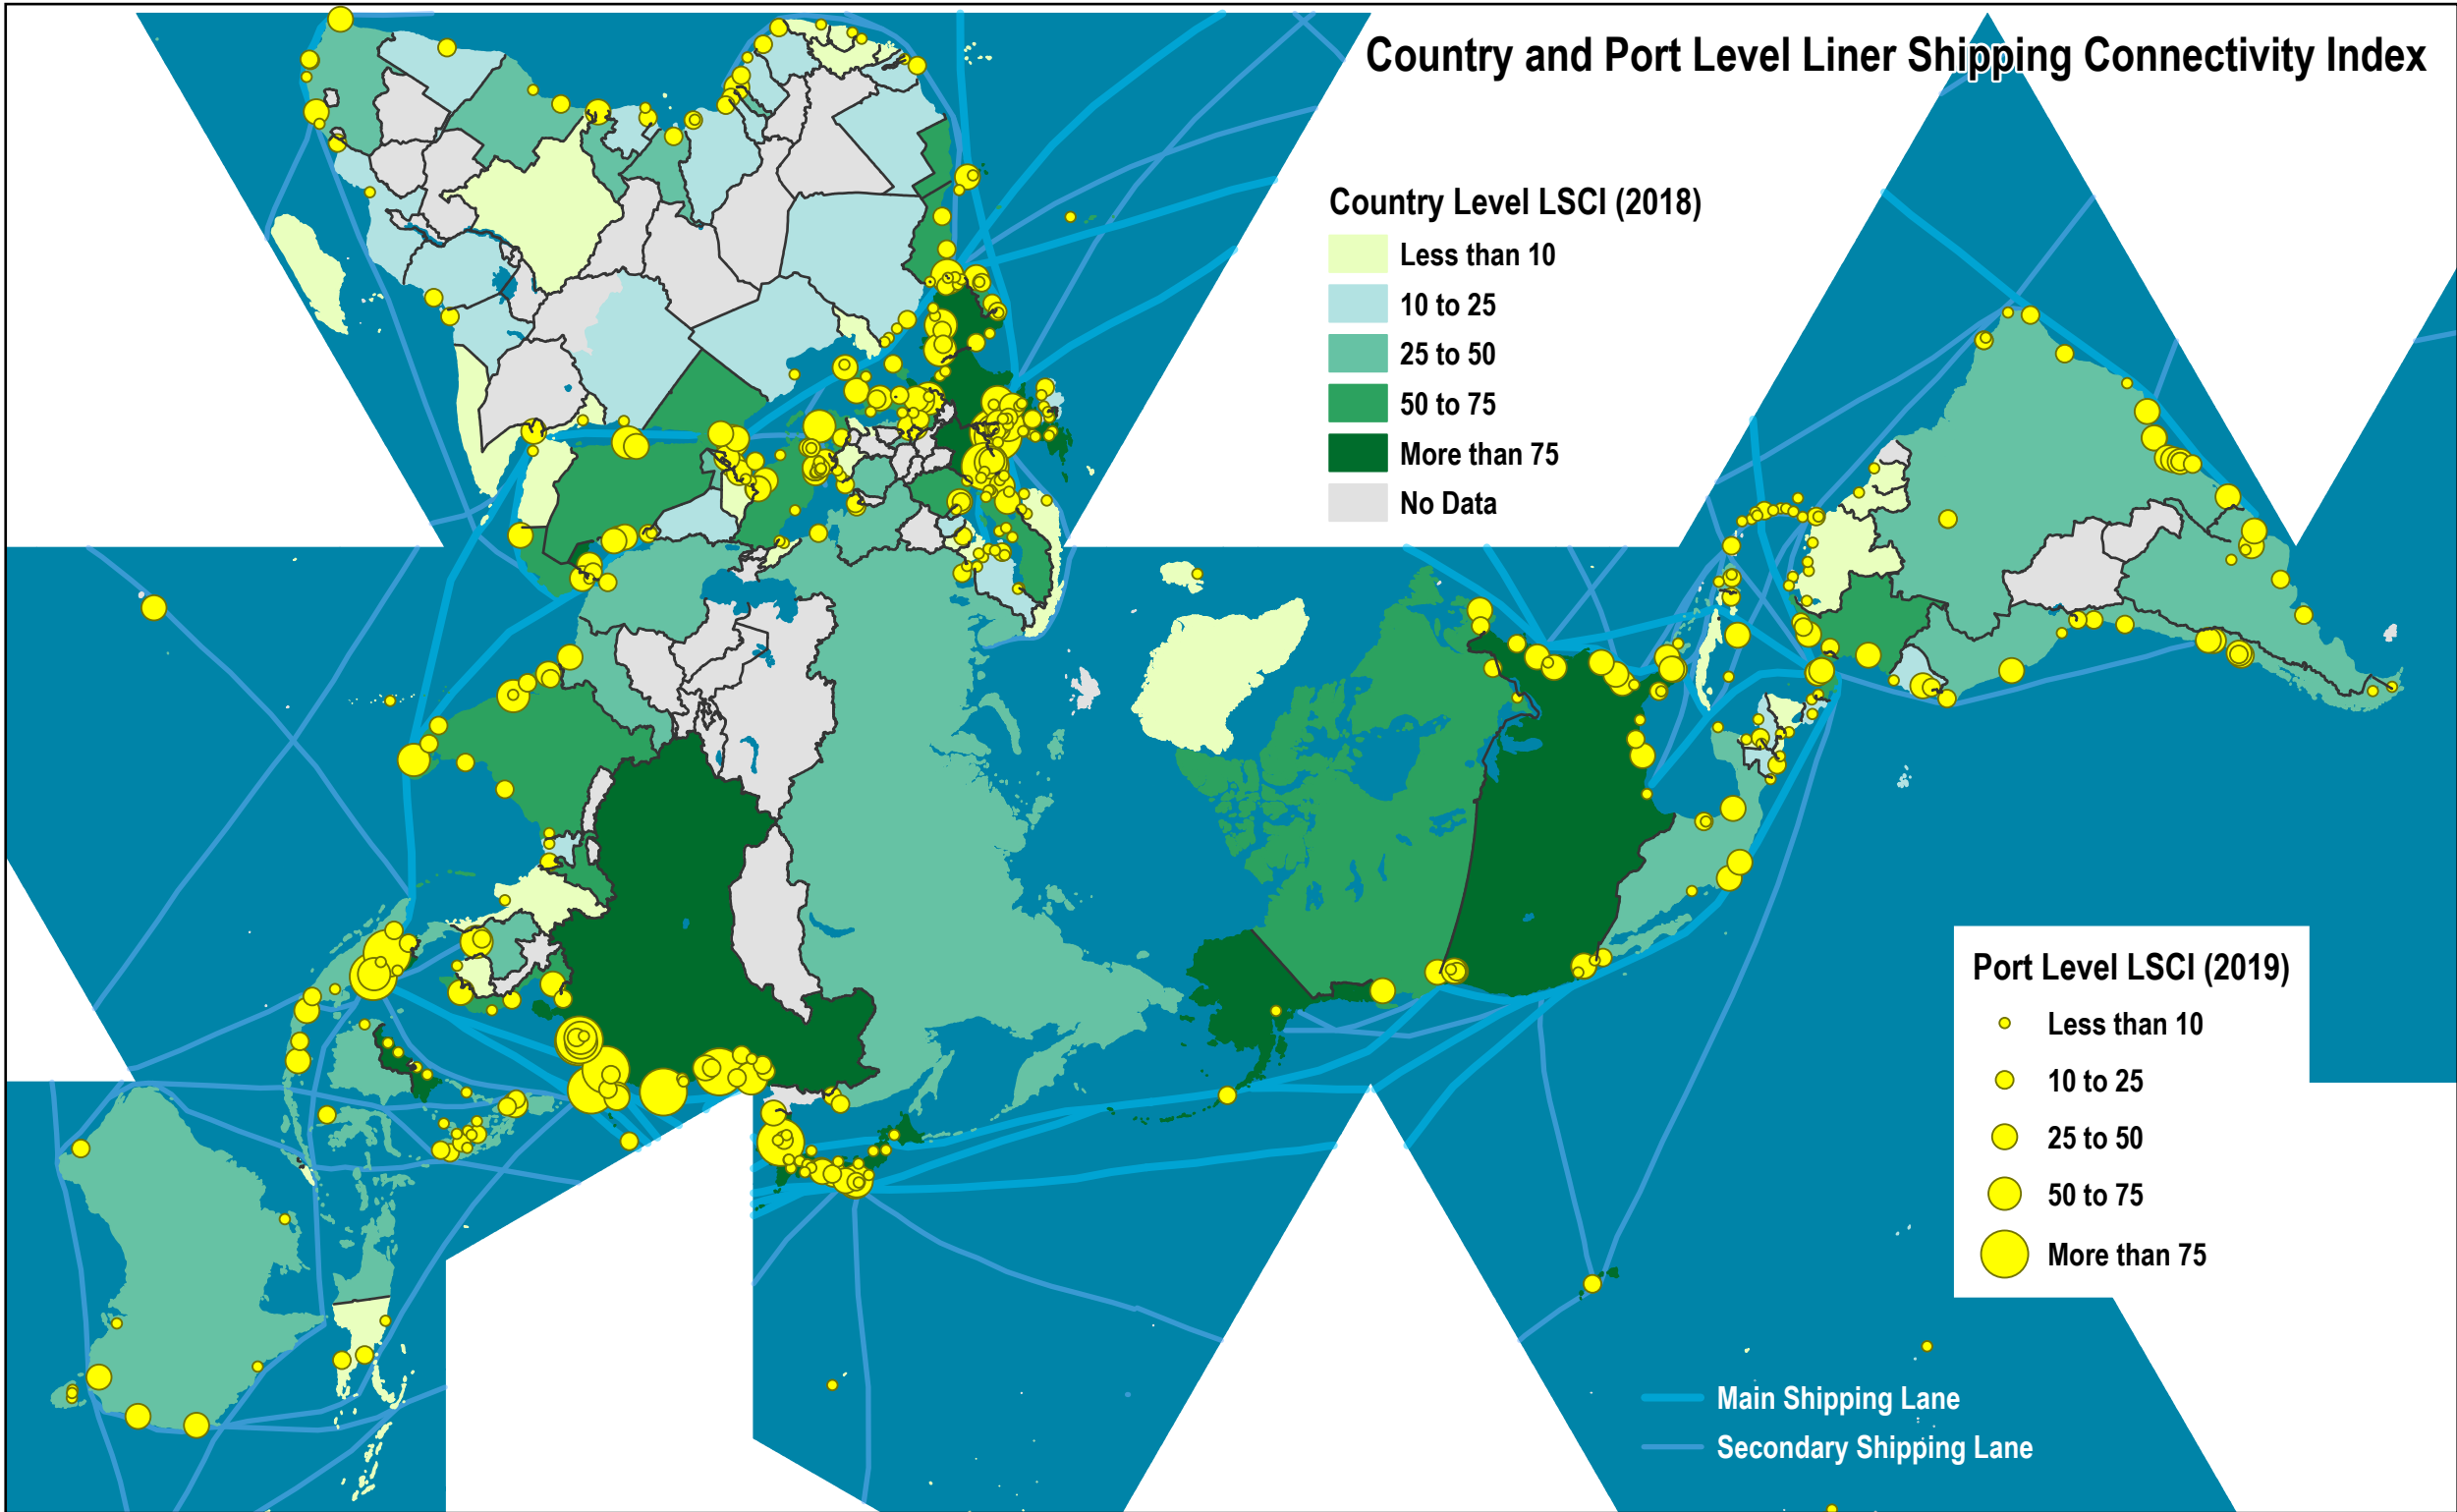 Country and Port Level Liner Shipping Connectivity Index
Country Level LSCI (2018)
Less than 10
10 to 25
25 to 50
50 to 75
More than 75
No Data
Port Level LSCI (2019)
Less than 10
10 to 25
25 to 50
50 to 75
More than 75
Main Shipping Lane
Secondary Shipping Lane